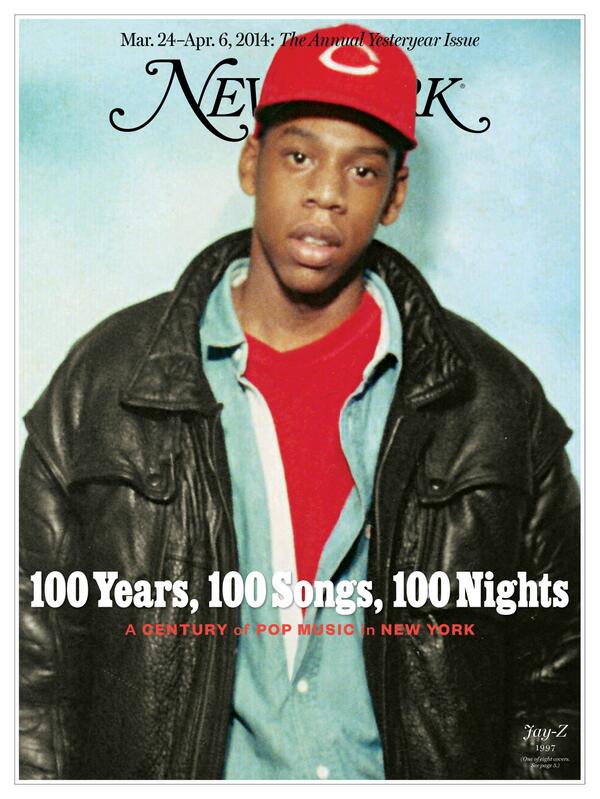 Mar. 24–Apr. 6, 2014: The Annual Yesteryear Issue
NEW YORK®
C
100 Years, 100 Songs, 100 Nights
A CENTURY of POP MUSIC in NEW YORK
Jay-Z
1997
(One of eight covers.
See page 5.)